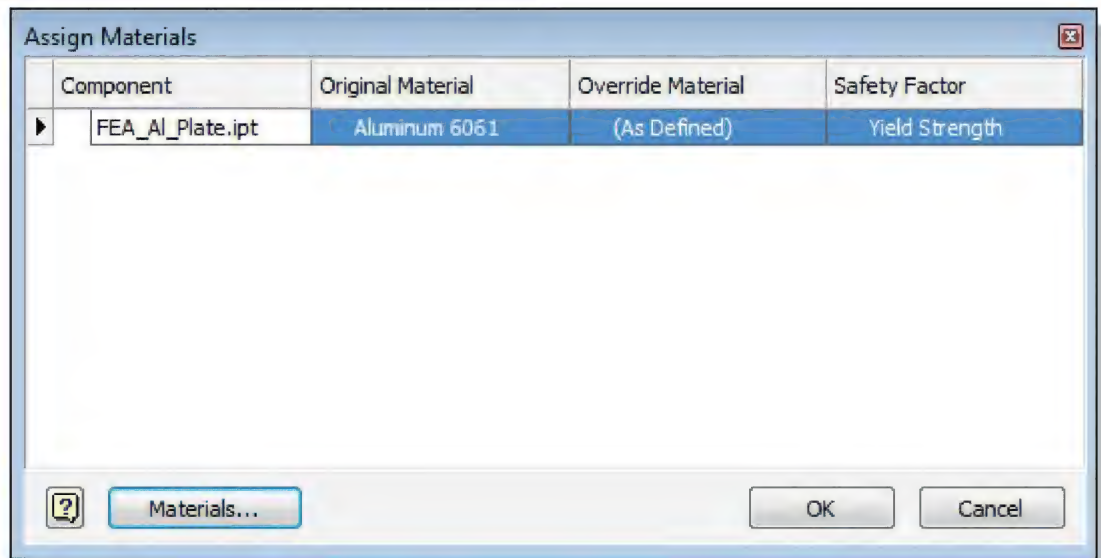 Assign Materials
Component Original Material Override Material Safety Factor
FEA_Al_Plate.ipt Aluminum 6061 (As Defined) Yield Strength
Materials... OK Cancel